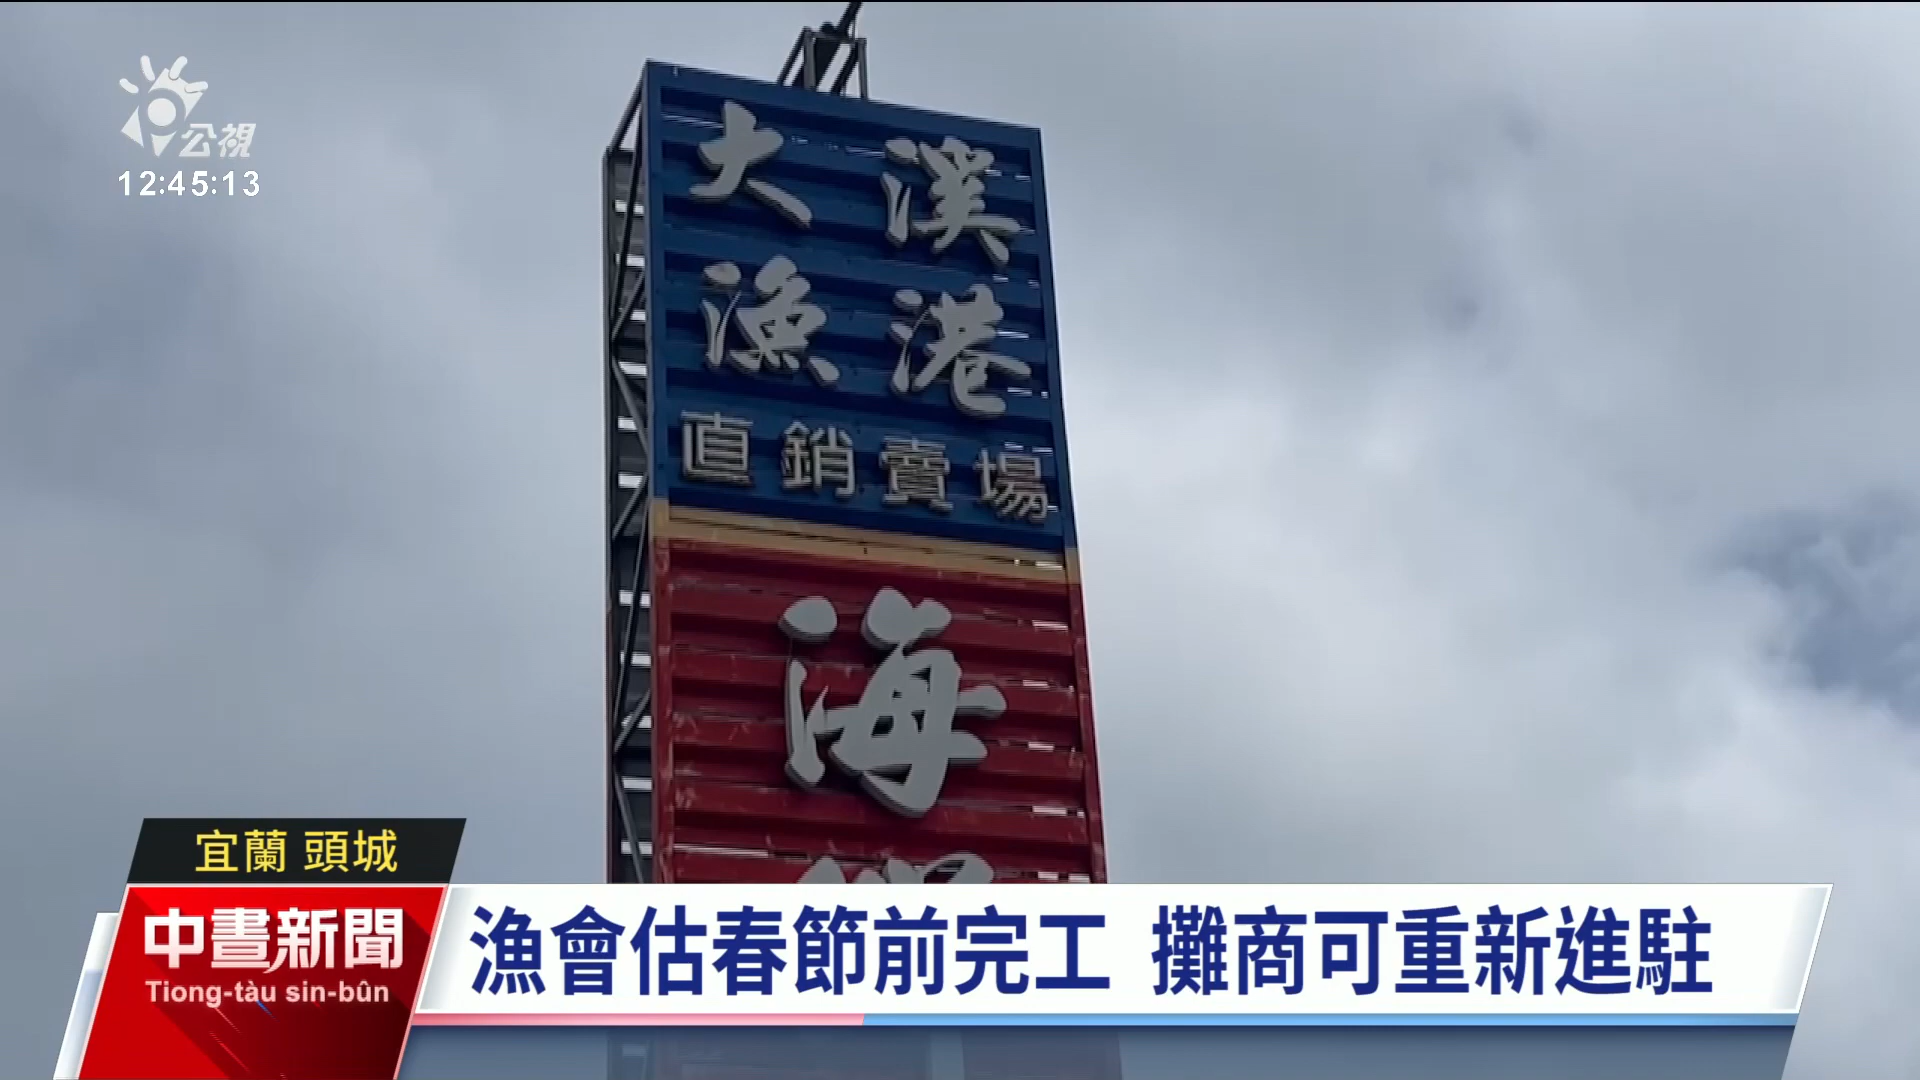 公視
12:45:13
大溪
漁港
直銷賣場
海
宜蘭 頭城
中晝新聞
Tiong-tàu sin-bûn
漁會估春節前完工 攤商可重新進駐